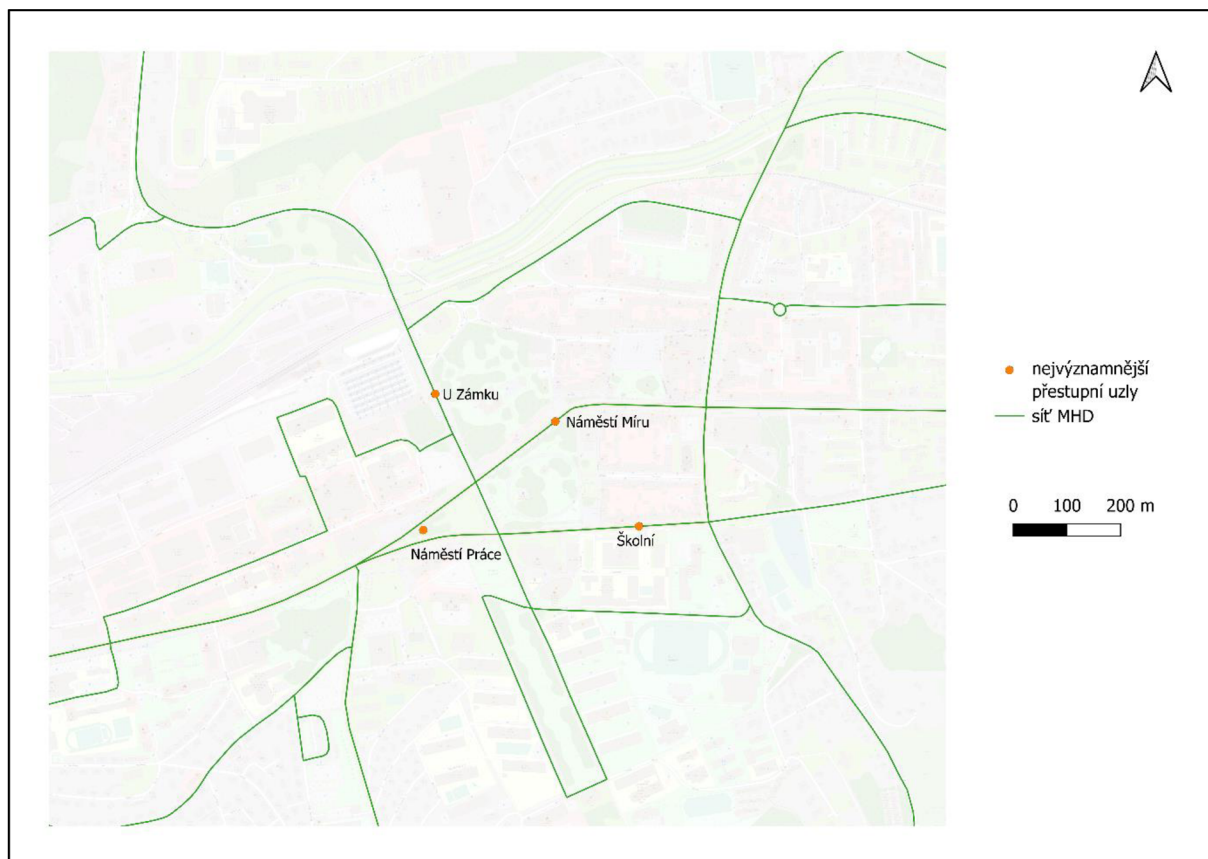 U Zámku
Náměstí Míru
Náměstí Práce
Školní
nejvýznamnější
přestupní uzly
síť MHD
0 100 200 m